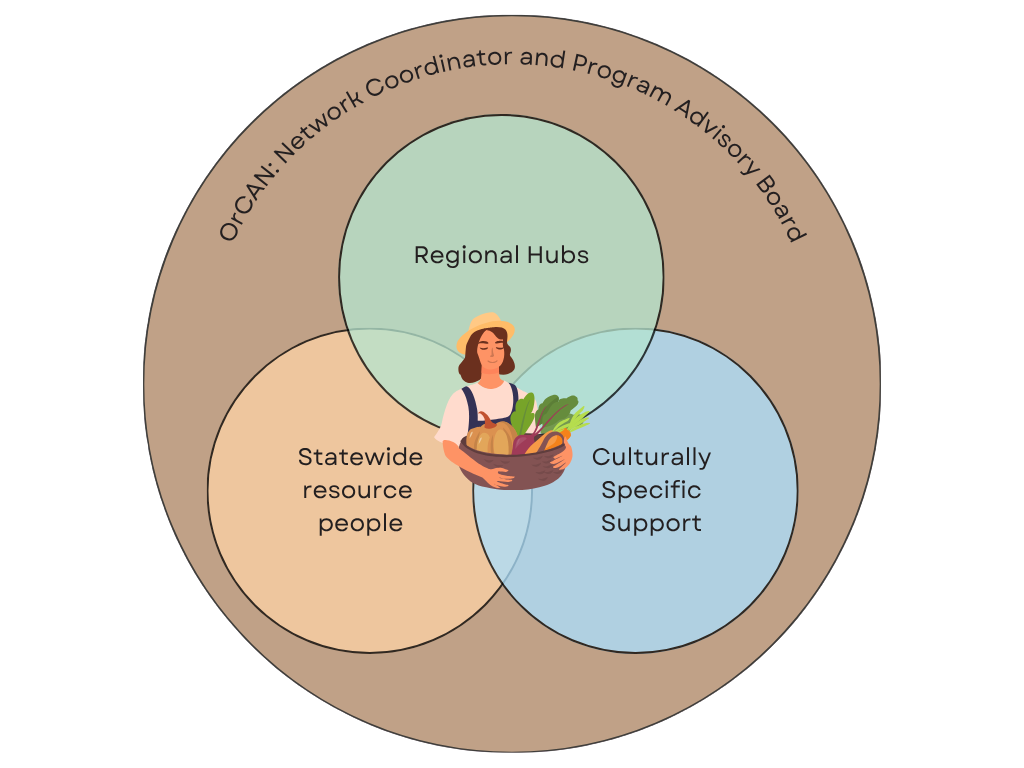 OrCAN: Network Coordinator and Program Advisory Board
Regional Hubs
Statewide
resource
people
Culturally
Specific
Support